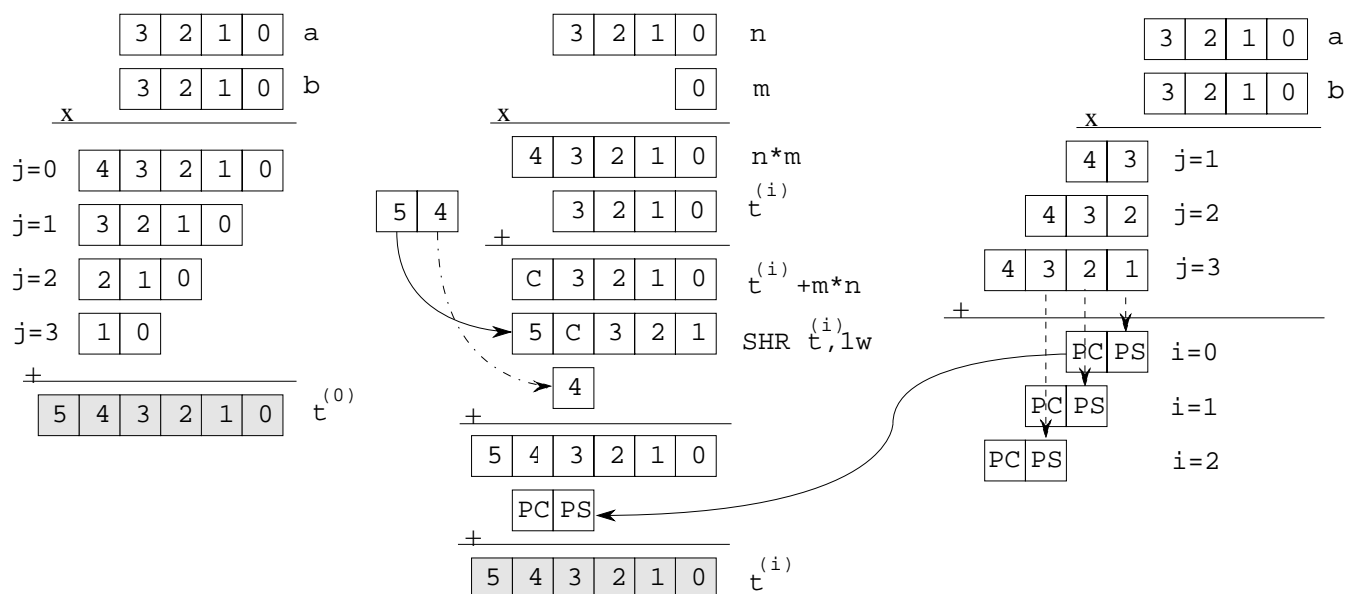 3 2 1 0 a
3 2 1 0 b
x
j=0 4 3 2 1 0
j=1 3 2 1 0
j=2 2 1 0
j=3 1 0
+
5 4 3 2 1 0 t(0)
3 2 1 0 n
0 m
x
4 3 2 1 0 n*m
3 2 1 0 t(i)
5 4
+
C 3 2 1 0 t(i)+m*n
5 C 3 2 1 SHR t(i),1w
4
+
5 4 3 2 1 0
PC PS
+
5 4 3 2 1 0 t(i)
3 2 1 0 a
3 2 1 0 b
x
4 3 j=1
4 3 2 j=2
4 3 2 1 j=3
+
PC PS i=0
PC PS i=1
PC PS i=2